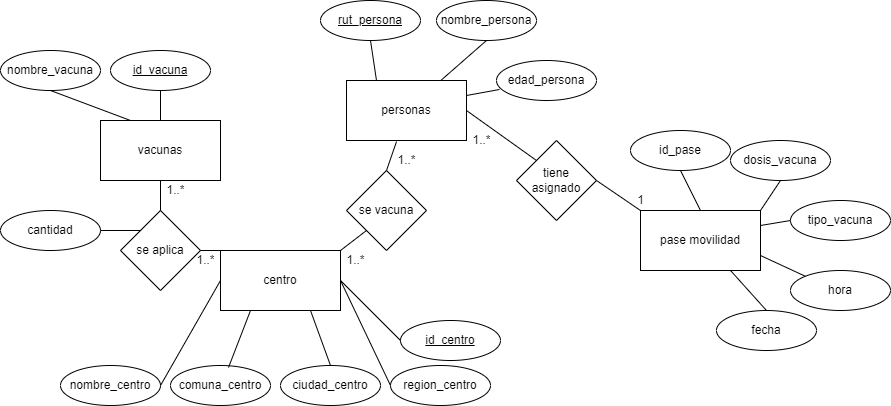 rut_persona
nombre_persona
nombre_vacuna
id_vacuna
edad_persona
personas
vacunas
1..*
1..*
id_pase
dosis_vacuna
tiene
asignado
1..*
1
se vacuna
tipo_vacuna
cantidad
se aplica
pase movilidad
1..*
1..*
centro
hora
fecha
id_centro
nombre_centro
comuna_centro
ciudad_centro
region_centro